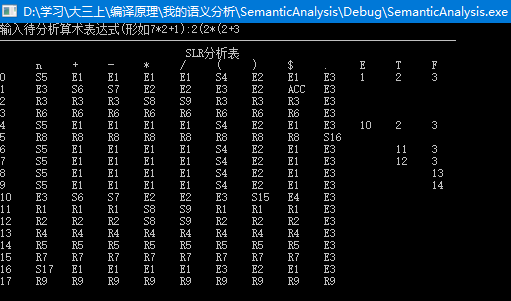 D:\学习\大三上\编译原理\我的语义分析\SemanticAnalysis\Debug\SemanticAnalysis.exe
输入待分析算术表达式(形如7*2+1):2(2*(2+3
SLR分析表
n + - * / ( ) $ . E T F
0 S5 E1 E1 E1 E1 S4 E2 E1 E3 1 2 3
1 E3 S6 S7 E2 E2 E3 E2 ACC E3
2 R3 R3 R3 S8 S9 R3 R3 R3 E3
3 R6 R6 R6 R6 R6 R6 R6 R6 E3
4 S5 E1 E1 E1 E1 S4 E2 E1 E3 10 2 3
5 R8 R8 R8 R8 R8 R8 R8 R8 S16
6 S5 E1 E1 E1 E1 S4 E2 E1 E3 11 3
7 S5 E1 E1 E1 E1 S4 E2 E1 E3 12 3
8 S5 E1 E1 E1 E1 S4 E2 E1 E3 13
9 S5 E1 E1 E1 E1 S4 E2 E1 E3 14
10 E3 S6 S7 E2 E2 E3 S15 E4 E3
11 R1 R1 R1 S8 S9 R1 R1 R1 E3
12 R2 R2 R2 S8 S9 R2 R2 R2 E3
13 R4 R4 R4 R4 R4 R4 R4 R4 E3
14 R5 R5 R5 R5 R5 R5 R5 R5 E3
15 R7 R7 R7 R7 R7 R7 R7 R7 E3
16 S17 E1 E1 E1 E1 E3 E2 E1 E3
17 R9 R9 R9 R9 R9 R9 R9 R9 R9